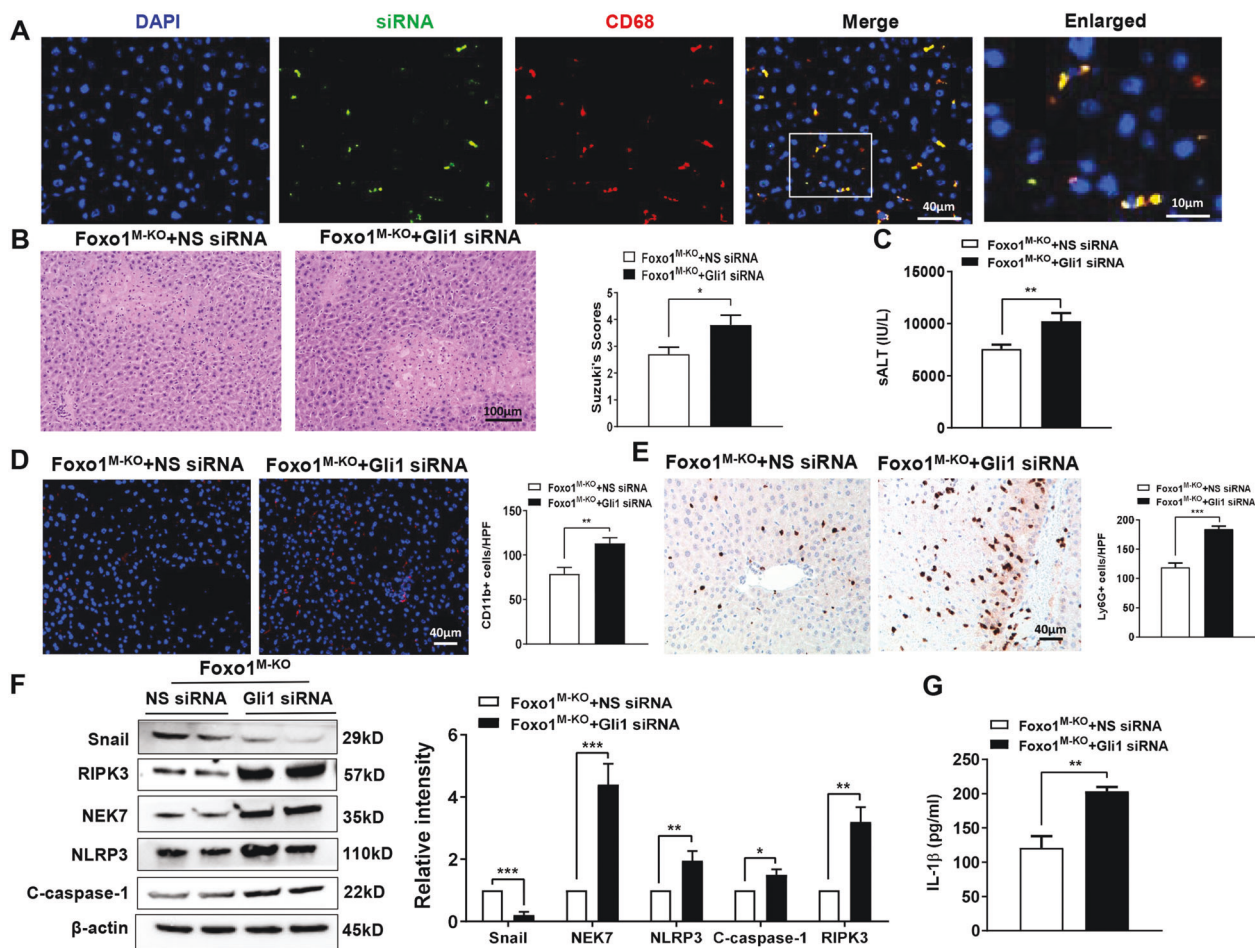 A
DAPI
siRNA
CD68
Merge
Enlarged
40μm
10μm
B
Foxo1M-KO+NS siRNA
Foxo1M-KO+Gli1 siRNA
100μm
Foxo1M-KO+NS siRNA
Foxo1M-KO+Gli1 siRNA
Suzuki's Scores
5
4
3
2
1
0
*
C
Foxo1M-KO+NS siRNA
Foxo1M-KO+Gli1 siRNA
sALT (IU/L)
15000
10000
5000
0
**
D
Foxo1M-KO+NS siRNA
Foxo1M-KO+Gli1 siRNA
40μm
Foxo1M-KO+NS siRNA
Foxo1M-KO+Gli1 siRNA
CD11b+ cells/HPF
150
100
50
0
**
E
Foxo1M-KO+NS siRNA
Foxo1M-KO+Gli1 siRNA
40μm
Foxo1M-KO+NS siRNA
Foxo1M-KO+Gli1 siRNA
Ly6G+ cells/HPF
200
150
100
50
0
***
F
Foxo1M-KO
NS siRNA Gli1 siRNA
Snail 29kD
RIPK3 57kD
NEK7 35kD
NLRP3 110kD
C-caspase-1 22kD
β-actin 45kD
Foxo1M-KO+NS siRNA
Foxo1M-KO+Gli1 siRNA
Relative intensity
6
4
2
0
*** *** ** * **
Snail NEK7 NLRP3 C-caspase-1 RIPK3
G
Foxo1M-KO+NS siRNA
Foxo1M-KO+Gli1 siRNA
IL-1β (pg/ml)
250
200
150
100
50
0
**